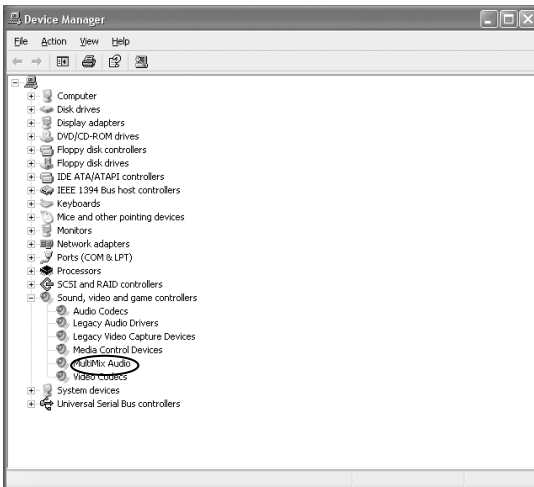 Device Manager
File Action View Help
Computer
Disk drives
Display adapters
DVD/CD-ROM drives
Floppy disk controllers
Floppy disk drives
IDE ATA/ATAPI controllers
IEEE 1394 Bus host controllers
Keyboards
Mice and other pointing devices
Monitors
Network adapters
Ports (COM & LPT)
Processors
SCSI and RAID controllers
Sound, video and game controllers
Audio Codecs
Legacy Audio Drivers
Legacy Video Capture Devices
Media Control Devices
MultiMix Audio
Video Codecs
System devices
Universal Serial Bus controllers